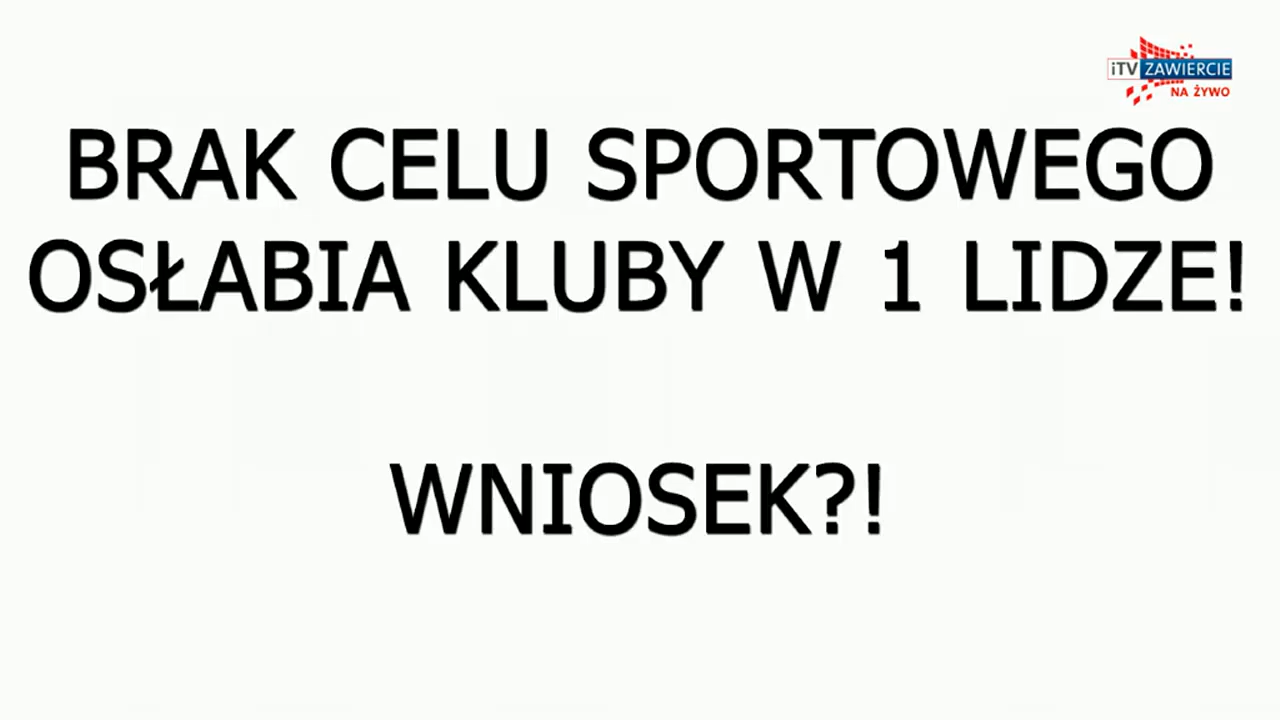 iTV ZAWIERCIE
NA ŻYWO
BRAK CELU SPORTOWEGO
OSŁABIA KLUBY W 1 LIDZE!
WNIOSEK?!